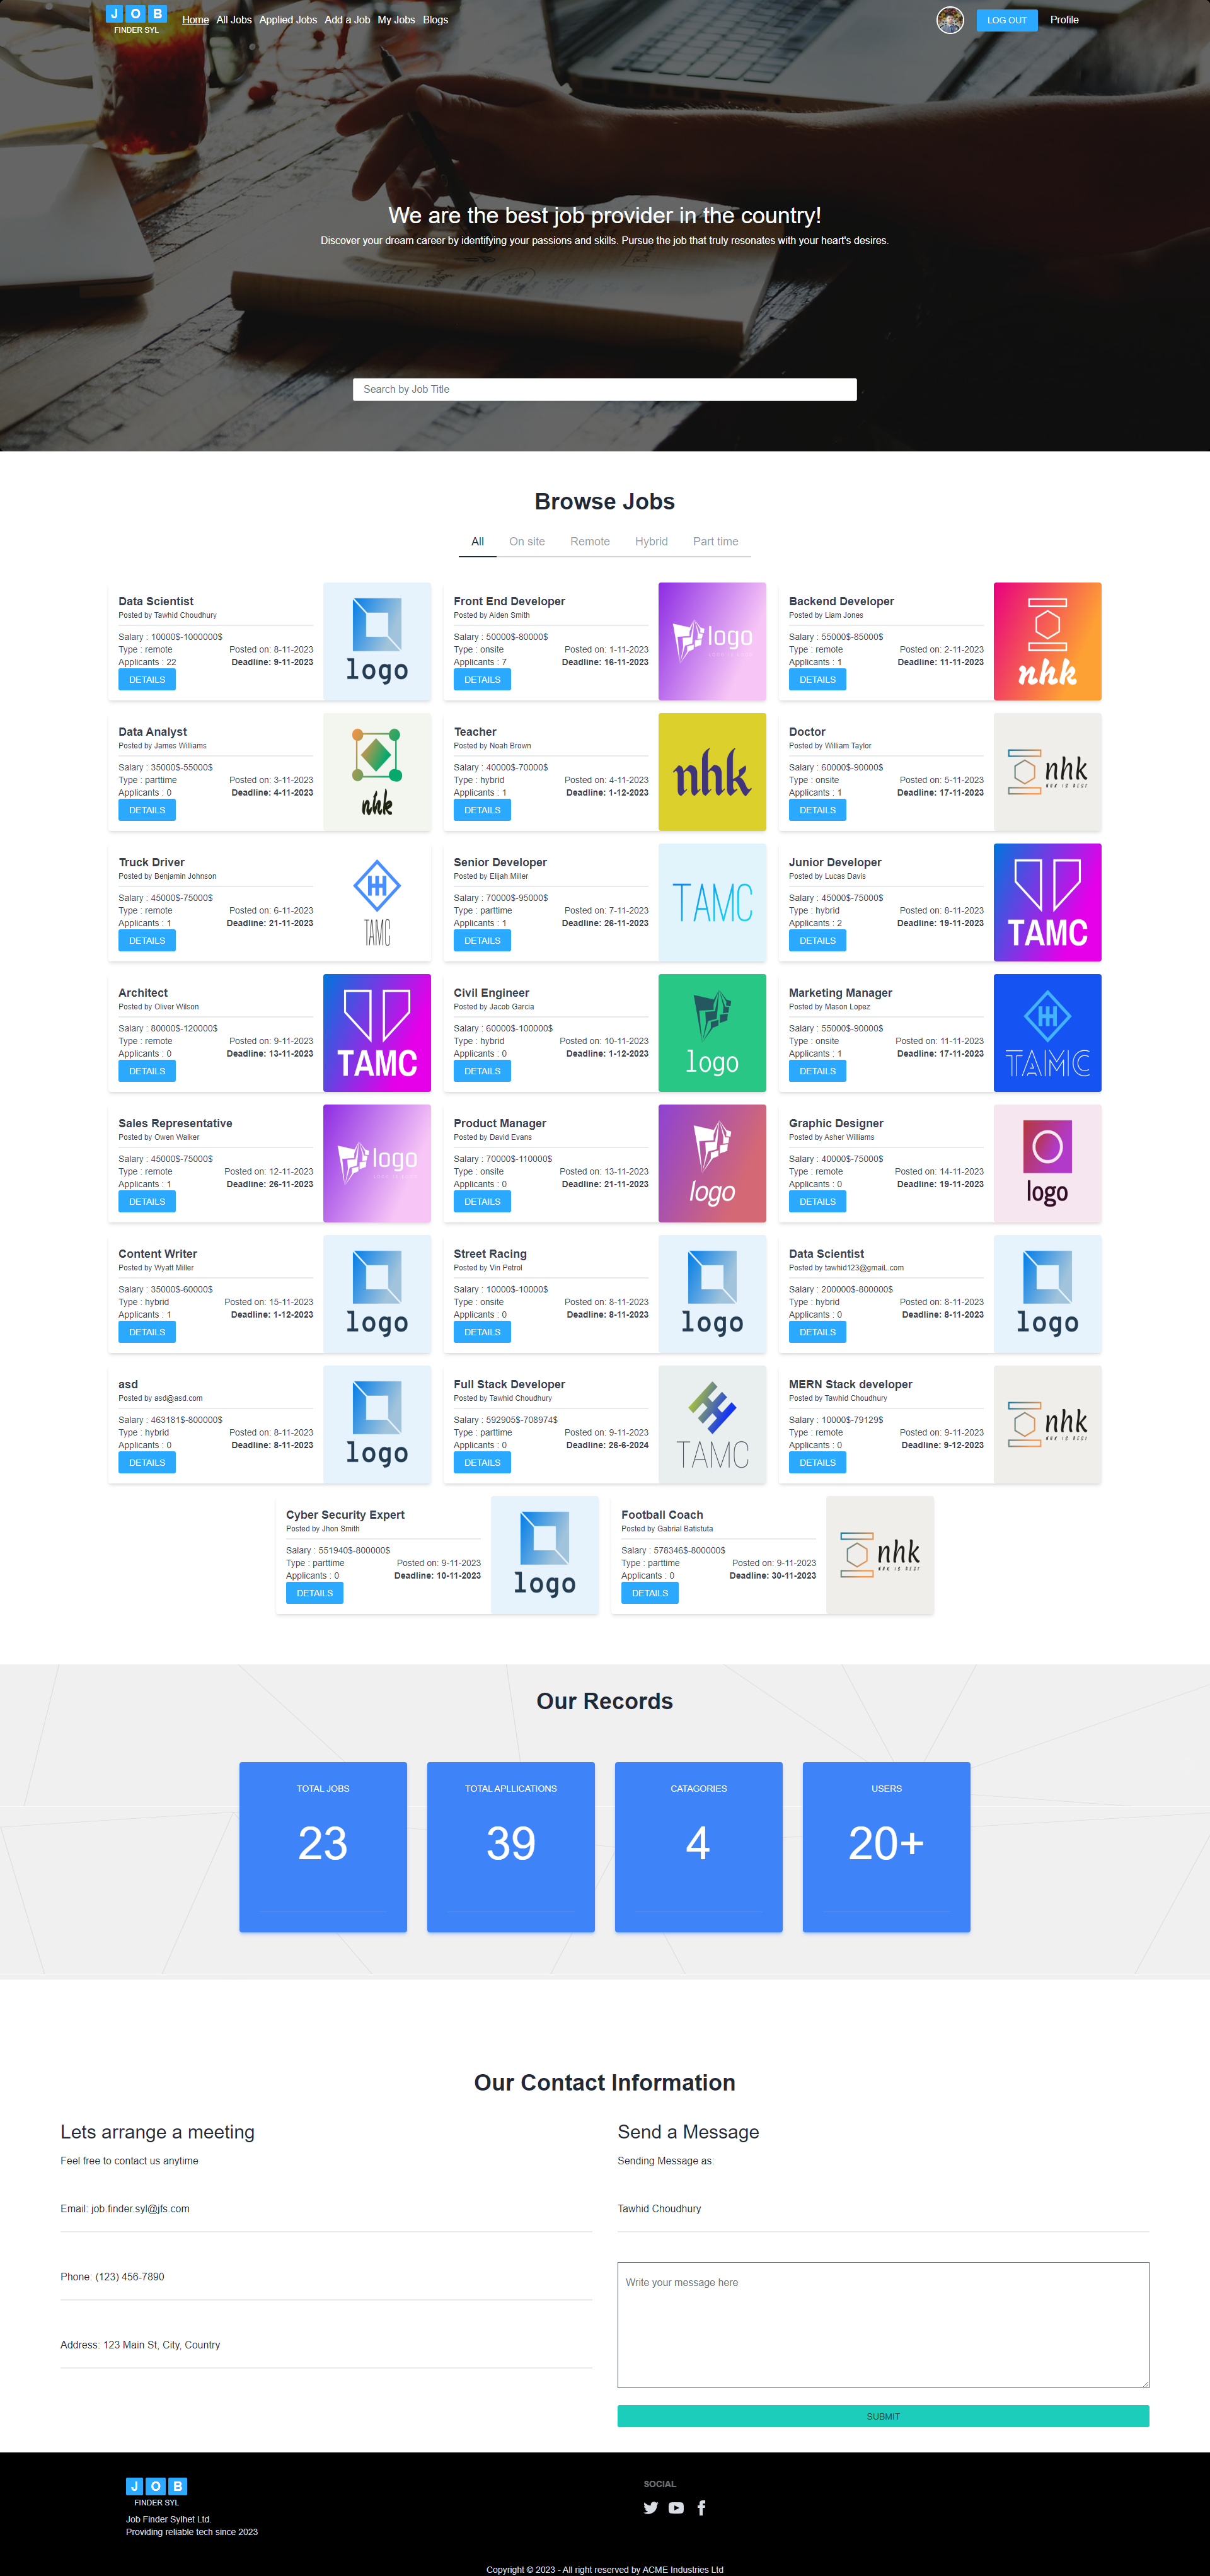 J O B
FINDER SYL
Home All Jobs Applied Jobs Add a Job My Jobs Blogs
LOG OUT
Profile
We are the best job provider in the country!
Discover your dream career by identifying your passions and skills. Pursue the job that truly resonates with your heart's desires.
Search by Job Title
Browse Jobs
All On site Remote Hybrid Part time
Data Scientist
Posted by Tawhid Choudhury
Salary : 10000$-1000000$
Type : remote Posted on: 8-11-2023
Applicants : 22 Deadline: 9-11-2023
DETAILS
logo
Front End Developer
Posted by Aiden Smith
Salary : 50000$-80000$
Type : onsite Posted on: 1-11-2023
Applicants : 7 Deadline: 16-11-2023
DETAILS
logo
Backend Developer
Posted by Liam Jones
Salary : 55000$-85000$
Type : remote Posted on: 2-11-2023
Applicants : 1 Deadline: 11-11-2023
DETAILS
nhk
Data Analyst
Posted by James Williams
Salary : 35000$-55000$
Type : parttime Posted on: 3-11-2023
Applicants : 0 Deadline: 4-11-2023
DETAILS
nhk
Teacher
Posted by Noah Brown
Salary : 40000$-70000$
Type : hybrid Posted on: 4-11-2023
Applicants : 1 Deadline: 1-12-2023
DETAILS
nhk
Doctor
Posted by William Taylor
Salary : 60000$-90000$
Type : onsite Posted on: 5-11-2023
Applicants : 1 Deadline: 17-11-2023
DETAILS
nhk
NHK IS BEST
Truck Driver
Posted by Benjamin Johnson
Salary : 45000$-75000$
Type : remote Posted on: 6-11-2023
Applicants : 1 Deadline: 21-11-2023
DETAILS
TAMC
Senior Developer
Posted by Elijah Miller
Salary : 70000$-95000$
Type : parttime Posted on: 7-11-2023
Applicants : 1 Deadline: 26-11-2023
DETAILS
TAMC
Junior Developer
Posted by Lucas Davis
Salary : 45000$-75000$
Type : hybrid Posted on: 8-11-2023
Applicants : 2 Deadline: 19-11-2023
DETAILS
TAMC
Architect
Posted by Oliver Wilson
Salary : 80000$-120000$
Type : remote Posted on: 9-11-2023
Applicants : 0 Deadline: 13-11-2023
DETAILS
TAMC
Civil Engineer
Posted by Jacob Garcia
Salary : 60000$-100000$
Type : hybrid Posted on: 10-11-2023
Applicants : 0 Deadline: 1-12-2023
DETAILS
logo
Marketing Manager
Posted by Mason Lopez
Salary : 55000$-90000$
Type : onsite Posted on: 11-11-2023
Applicants : 1 Deadline: 17-11-2023
DETAILS
TAMC
Sales Representative
Posted by Owen Walker
Salary : 45000$-75000$
Type : remote Posted on: 12-11-2023
Applicants : 1 Deadline: 26-11-2023
DETAILS
logo
Product Manager
Posted by David Evans
Salary : 70000$-110000$
Type : onsite Posted on: 13-11-2023
Applicants : 0 Deadline: 21-11-2023
DETAILS
logo
Graphic Designer
Posted by Asher Williams
Salary : 40000$-75000$
Type : remote Posted on: 14-11-2023
Applicants : 0 Deadline: 19-11-2023
DETAILS
logo
Content Writer
Posted by Wyatt Miller
Salary : 35000$-60000$
Type : hybrid Posted on: 15-11-2023
Applicants : 1 Deadline: 1-12-2023
DETAILS
logo
Street Racing
Posted by Vin Petrol
Salary : 10000$-10000$
Type : onsite Posted on: 8-11-2023
Applicants : 0 Deadline: 8-11-2023
DETAILS
logo
Data Scientist
Posted by tawhid123@gmaiL.com
Salary : 200000$-800000$
Type : hybrid Posted on: 8-11-2023
Applicants : 0 Deadline: 8-11-2023
DETAILS
logo
asd
Posted by asd@asd.com
Salary : 463181$-800000$
Type : hybrid Posted on: 8-11-2023
Applicants : 0 Deadline: 8-11-2023
DETAILS
logo
Full Stack Developer
Posted by Tawhid Choudhury
Salary : 592905$-708974$
Type : parttime Posted on: 9-11-2023
Applicants : 0 Deadline: 26-6-2024
DETAILS
TAMC
MERN Stack developer
Posted by Tawhid Choudhury
Salary : 10000$-79129$
Type : remote Posted on: 9-11-2023
Applicants : 0 Deadline: 9-12-2023
DETAILS
nhk
NHK IS BEST
Cyber Security Expert
Posted by Jhon Smith
Salary : 551940$-800000$
Type : parttime Posted on: 9-11-2023
Applicants : 0 Deadline: 10-11-2023
DETAILS
logo
Football Coach
Posted by Gabrial Batistuta
Salary : 578346$-800000$
Type : parttime Posted on: 9-11-2023
Applicants : 0 Deadline: 30-11-2023
DETAILS
nhk
NHK IS BEST
Our Records
TOTAL JOBS
23
TOTAL APLLICATIONS
39
CATAGORIES
4
USERS
20+
Our Contact Information
Lets arrange a meeting
Feel free to contact us anytime
Email: job.finder.syl@jfs.com
Phone: (123) 456-7890
Address: 123 Main St, City, Country
Send a Message
Sending Message as:
Tawhid Choudhury
Write your message here
SUBMIT
J O B
FINDER SYL
Job Finder Sylhet Ltd.
Providing reliable tech since 2023
SOCIAL
Copyright © 2023 - All right reserved by ACME Industries Ltd